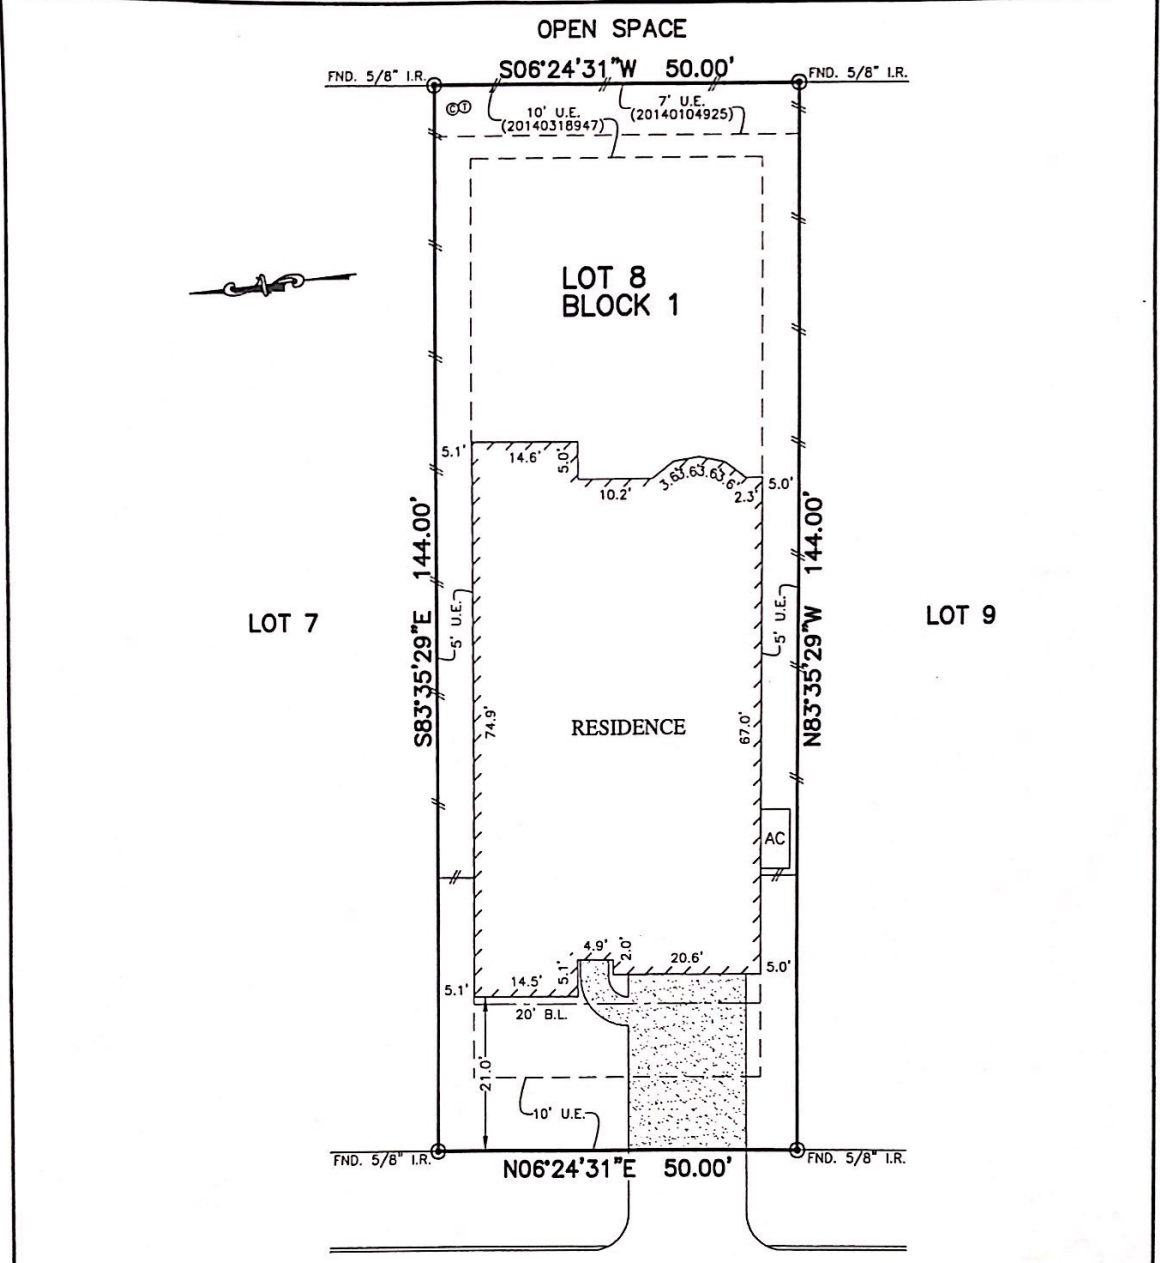 OPEN SPACE
S06°24'31"W 50.00'
FND. 5/8" I.R.
FND. 5/8" I.R.
C T
10' U.E.
(20140318947)
7' U.E.
(20140104925)
N
LOT 8
BLOCK 1
5.1'
14.6'
5.0'
10.2'
3.6'
3.6'
3.6'
3.6'
2.3'
5.0'
S83°35'29"E 144.00'
N83°35'29"W 144.00'
LOT 7
5' U.E.
5' U.E.
LOT 9
74.9'
RESIDENCE
67.0'
AC
4.9'
2.0'
20.6'
5.0'
5.1'
14.5'
5.1'
20' B.L.
21.0'
10' U.E.
FND. 5/8" I.R.
FND. 5/8" I.R.
N06°24'31"E 50.00'